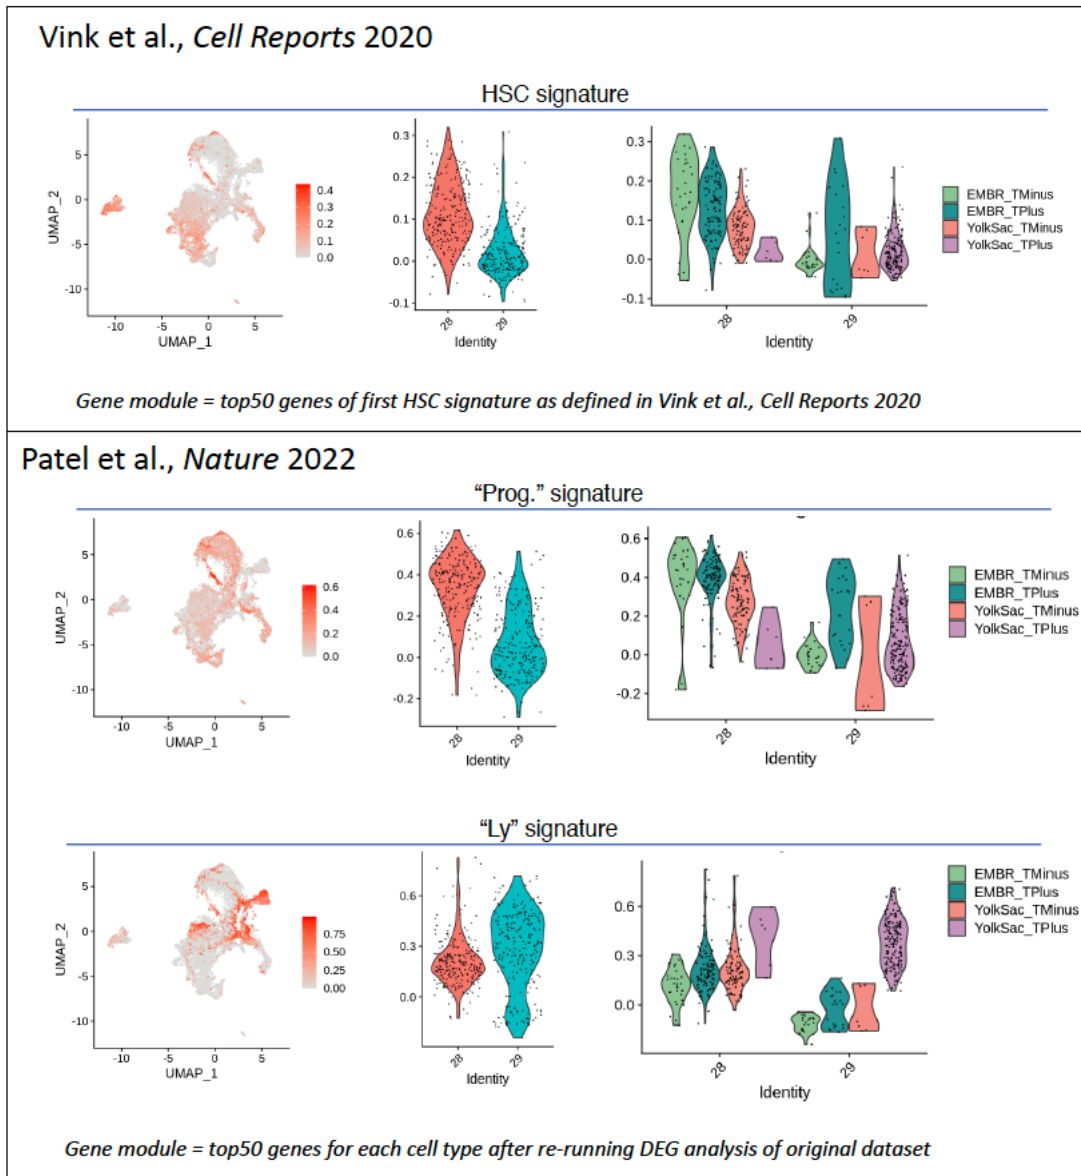 Vink et al., Cell Reports 2020
HSC signature
UMAP_2
5
0
-5
-10
-10
-5
0
5
UMAP_1
0.4
0.3
0.2
0.1
0.0
0.3
0.2
0.1
0.0
-0.1
28
29
Identity
0.3
0.2
0.1
0.0
-0.1
28
29
Identity
EMBR_TMinus
EMBR_TPlus
YolkSac_TMinus
YolkSac_TPlus
Gene module = top50 genes of first HSC signature as defined in Vink et al., Cell Reports 2020
Patel et al., Nature 2022
“Prog.” signature
UMAP_2
5
0
-5
-10
-10
-5
0
5
UMAP_1
0.6
0.4
0.2
0.0
0.6
0.4
0.2
0.0
-0.2
28
29
Identity
0.6
0.4
0.2
0.0
-0.2
28
29
Identity
EMBR_TMinus
EMBR_TPlus
YolkSac_TMinus
YolkSac_TPlus
“Ly” signature
UMAP_2
5
0
-5
-10
-10
-5
0
5
UMAP_1
0.75
0.50
0.25
0.00
0.6
0.3
0.0
28
29
Identity
0.6
0.3
0.0
28
29
Identity
EMBR_TMinus
EMBR_TPlus
YolkSac_TMinus
YolkSac_TPlus
Gene module = top50 genes for each cell type after re-running DEG analysis of original dataset